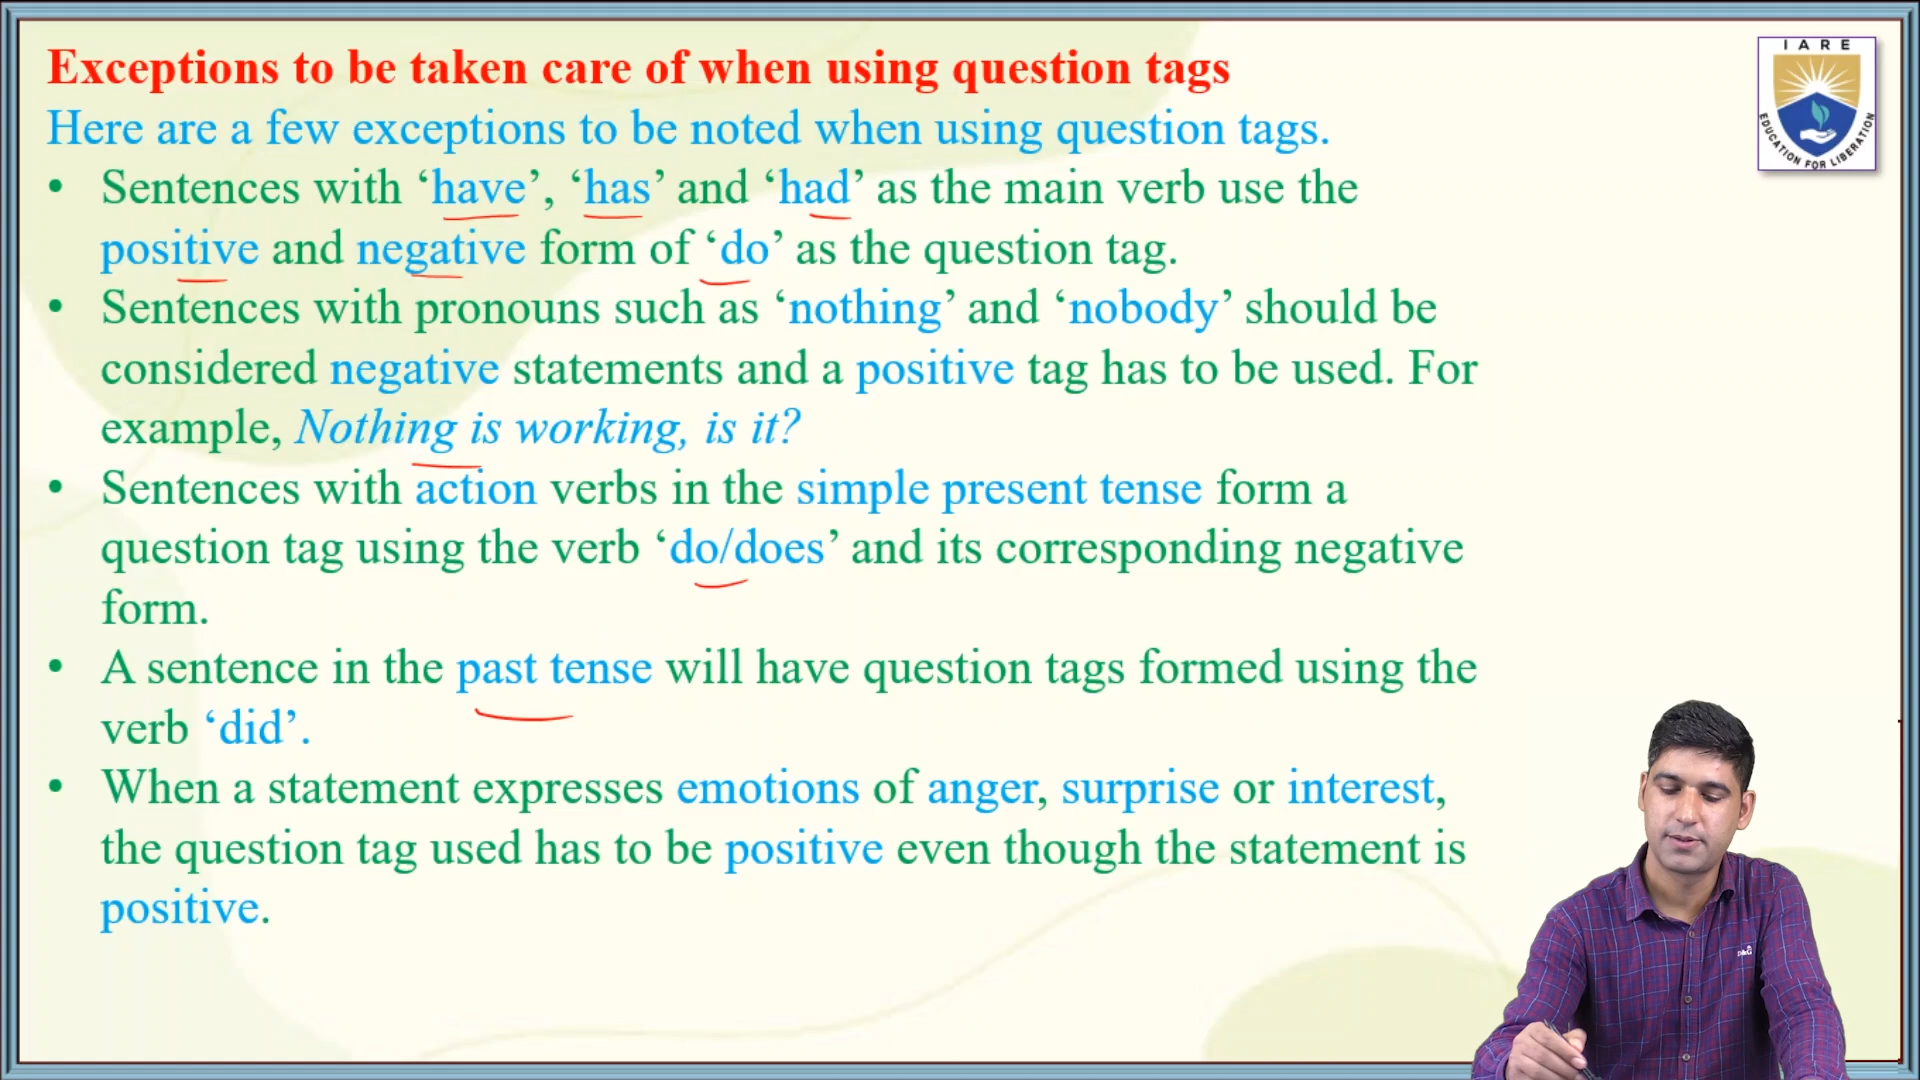 Exceptions to be taken care of when using question tags
Here are a few exceptions to be noted when using question tags.
• Sentences with ‘have’, ‘has’ and ‘had’ as the main verb use the
positive and negative form of ‘do’ as the question tag.
• Sentences with pronouns such as ‘nothing’ and ‘nobody’ should be
considered negative statements and a positive tag has to be used. For
example, Nothing is working, is it?
• Sentences with action verbs in the simple present tense form a
question tag using the verb ‘do/does’ and its corresponding negative
form.
• A sentence in the past tense will have question tags formed using the
verb ‘did’.
• When a statement expresses emotions of anger, surprise or interest,
the question tag used has to be positive even though the statement is
positive.
IARE
EDUCATION FOR LIBERATION